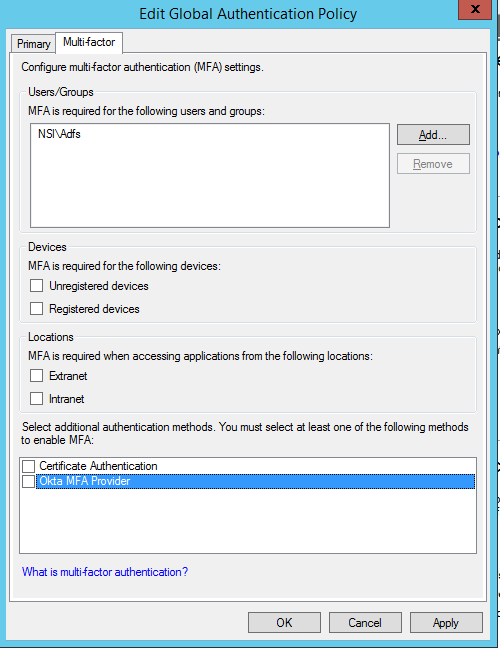 Edit Global Authentication Policy
x
Primary
Multi-factor
Configure multi-factor authentication (MFA) settings.
Users/Groups
MFA is required for the following users and groups:
NSI\Adfs
Add...
Remove
Devices
MFA is required for the following devices:
Unregistered devices
Registered devices
Locations
MFA is required when accessing applications from the following locations:
Extranet
Intranet
Select additional authentication methods. You must select at least one of the following methods
to enable MFA:
Certificate Authentication
Okta MFA Provider
What is multi-factor authentication?
OK
Cancel
Apply